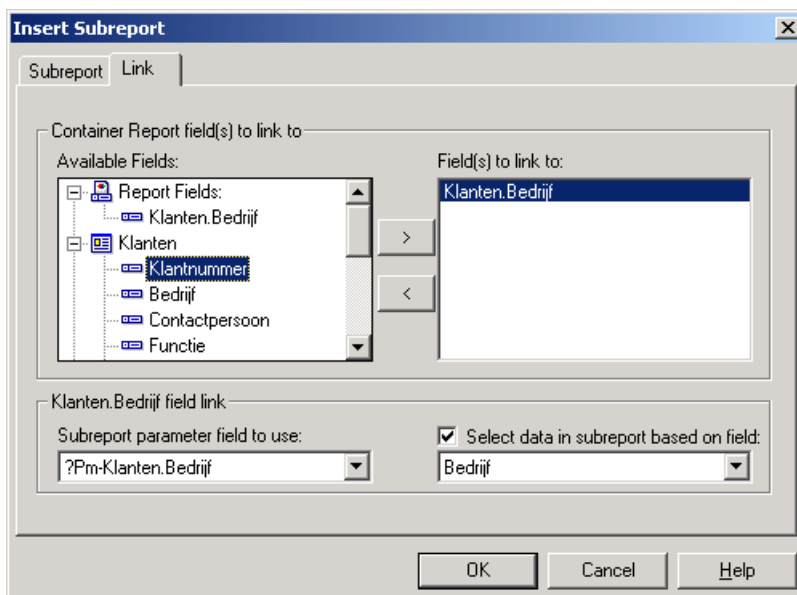 Insert Subreport
Subreport
Link
Container Report field(s) to link to
Available Fields:
Report Fields:
Klanten.Bedrijf
Klanten
Klantnummer
Bedrijf
Contactpersoon
Functie
>
<
Field(s) to link to:
Klanten.Bedrijf
Klanten.Bedrijf field link
Subreport parameter field to use:
?Pm-Klanten.Bedrijf
Select data in subreport based on field:
Bedrijf
OK
Cancel
Help